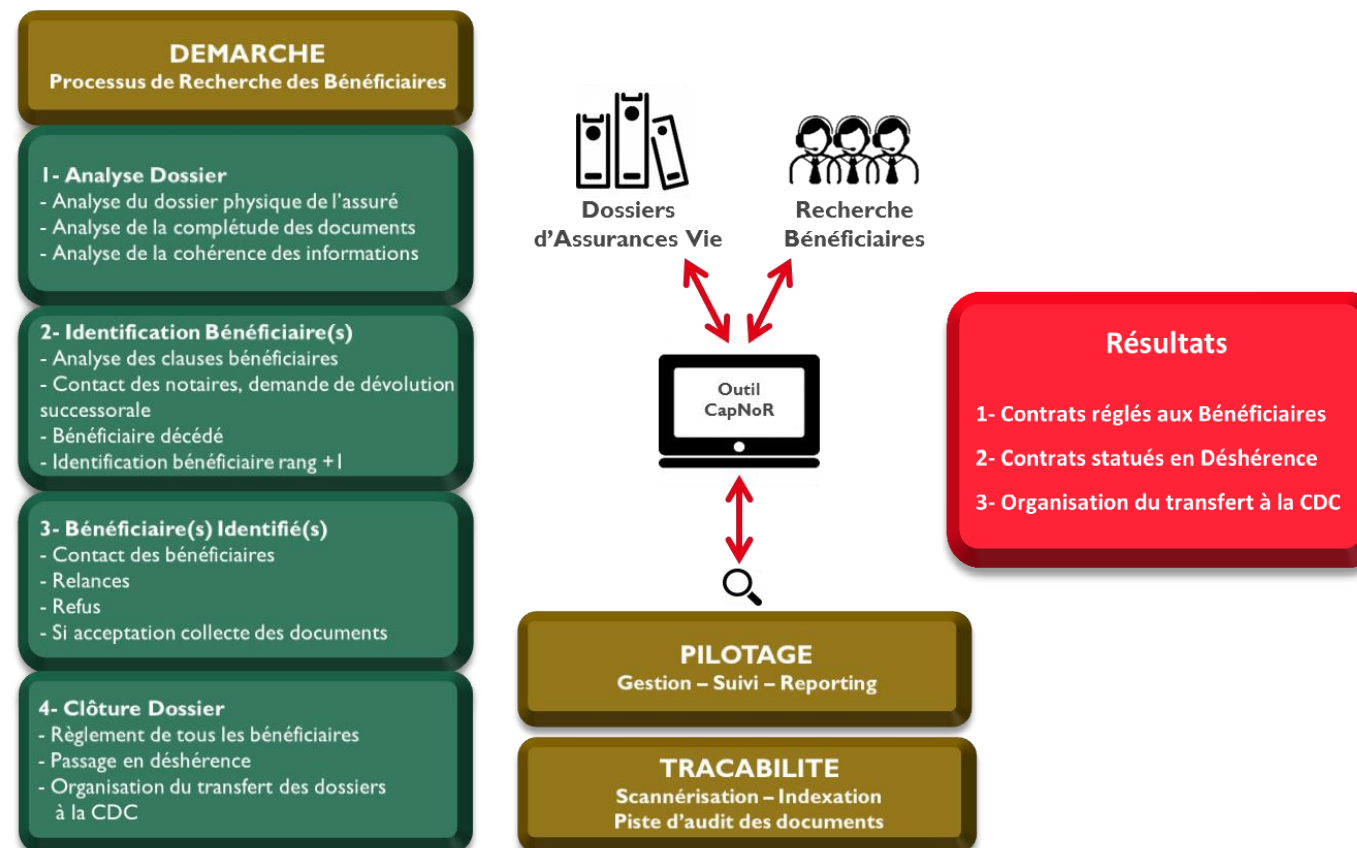 DEMARCHE
Processus de Recherche des Bénéficiaires
1- Analyse Dossier
- Analyse du dossier physique de l'assuré
- Analyse de la complétude des documents
- Analyse de la cohérence des informations
2- Identification Bénéficiaire(s)
- Analyse des clauses bénéficiaires
- Contact des notaires, demande de dévolution
successorale
- Bénéficiaire décédé
- Identification bénéficiaire rang +1
3- Bénéficiaire(s) Identifié(s)
- Contact des bénéficiaires
- Relances
- Refus
- Si acceptation collecte des documents
4- Clôture Dossier
- Règlement de tous les bénéficiaires
- Passage en déshérence
- Organisation du transfert des dossiers
à la CDC
Dossiers
d'Assurances Vie
Recherche
Bénéficiaires
Outil
CapNoR
PILOTAGE
Gestion – Suivi – Reporting
TRACABILITE
Scannérisation – Indexation
Piste d'audit des documents
Résultats
1- Contrats réglés aux Bénéficiaires
2- Contrats statués en Déshérence
3- Organisation du transfert à la CDC